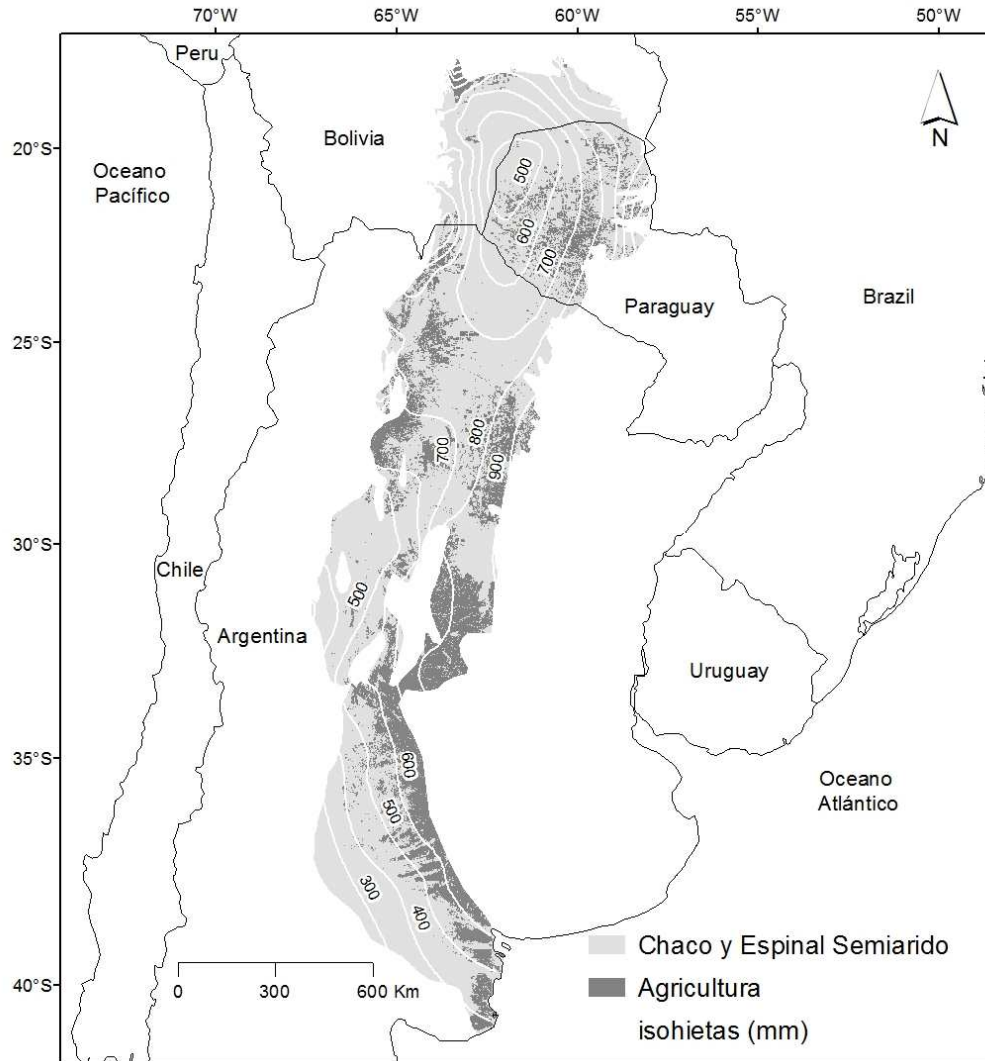 70°W 65°W 60°W 55°W 50°W
Peru
N
Bolivia
20°S
Oceano
Pacífico
500
600
700
Brazil
Paraguay
25°S
800
700
900
30°S
Chile
500
Argentina
Uruguay
35°S
600
Oceano
Atlántico
500
300
400
Chaco y Espinal Semiarido
40°S
0 300 600 Km
Agricultura
isohietas (mm)